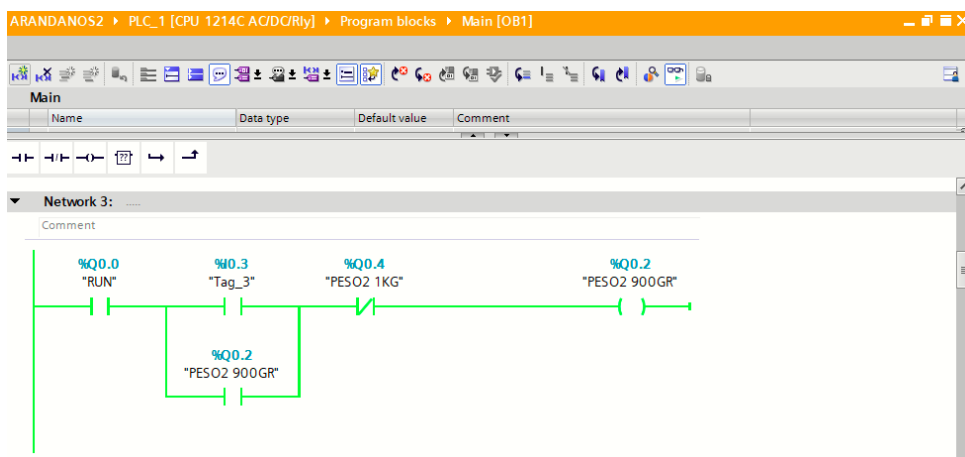 ARANDANOS2 ▸ PLC_1 [CPU 1214C AC/DC/Rly] ▸ Program blocks ▸ Main [OB1]
Main
Name Data type Default value Comment
Network 3: .....
Comment
%Q0.0 %I0.3 %Q0.4 %Q0.2
"RUN" "Tag_3" "PESO2 1KG" "PESO2 900GR"
%Q0.2
"PESO2 900GR"